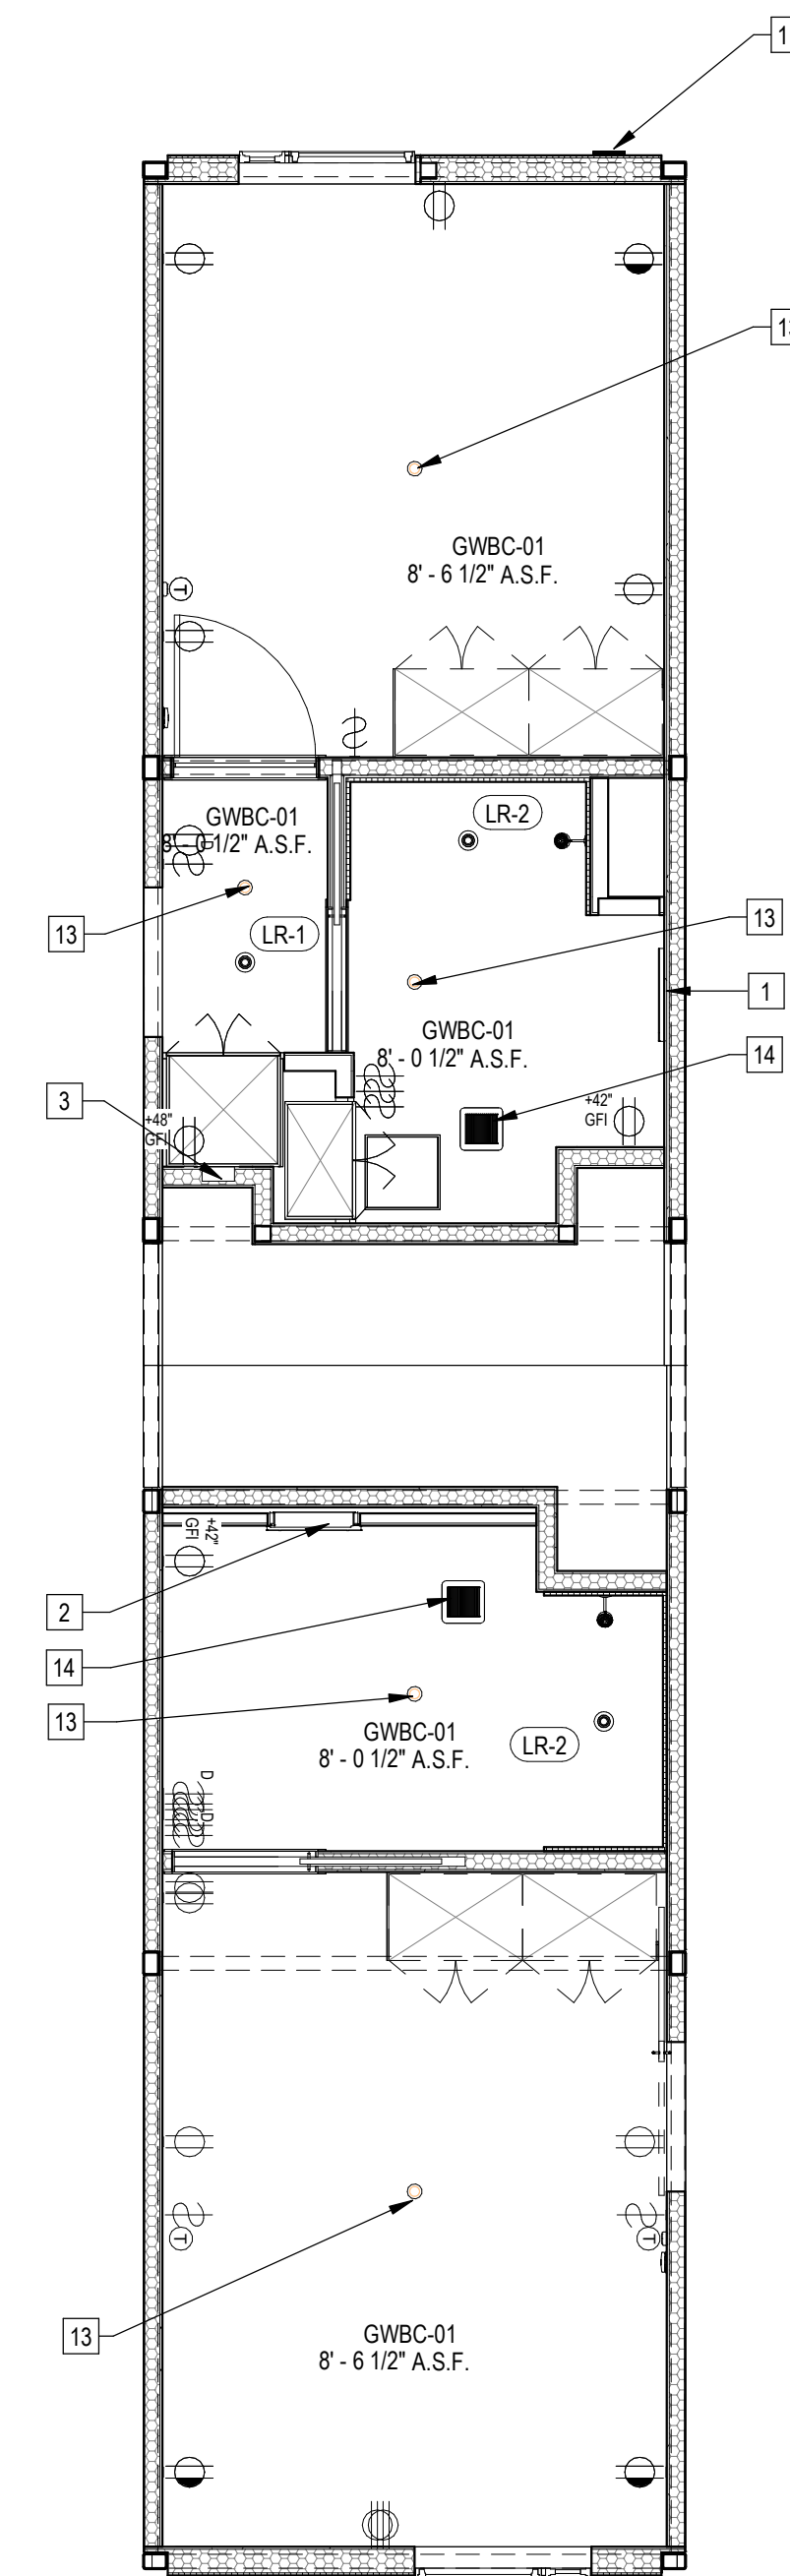 GWBC-01
8' - 6 1/2" A.S.F.
T
GWBC-01
8' - 0 1/2" A.S.F.
D
LR-2
13
LR-1
13
1
GWBC-01
8' - 0 1/2" A.S.F.
14
3
+48"
GFI
+42"
GFI
+42"
GFI
2
14
13
GWBC-01
8' - 0 1/2" A.S.F.
LR-2
D
D
T
T
13
GWBC-01
8' - 6 1/2" A.S.F.